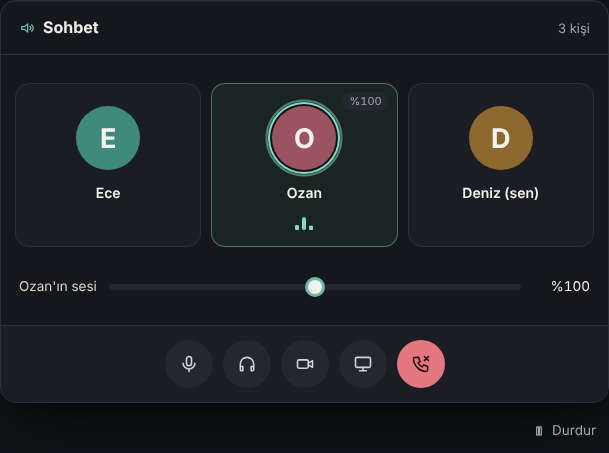 Sohbet
3 kişi
%100
E
O
D
Ece
Ozan
Deniz (sen)
Ozan'ın sesi
%100
Durdur